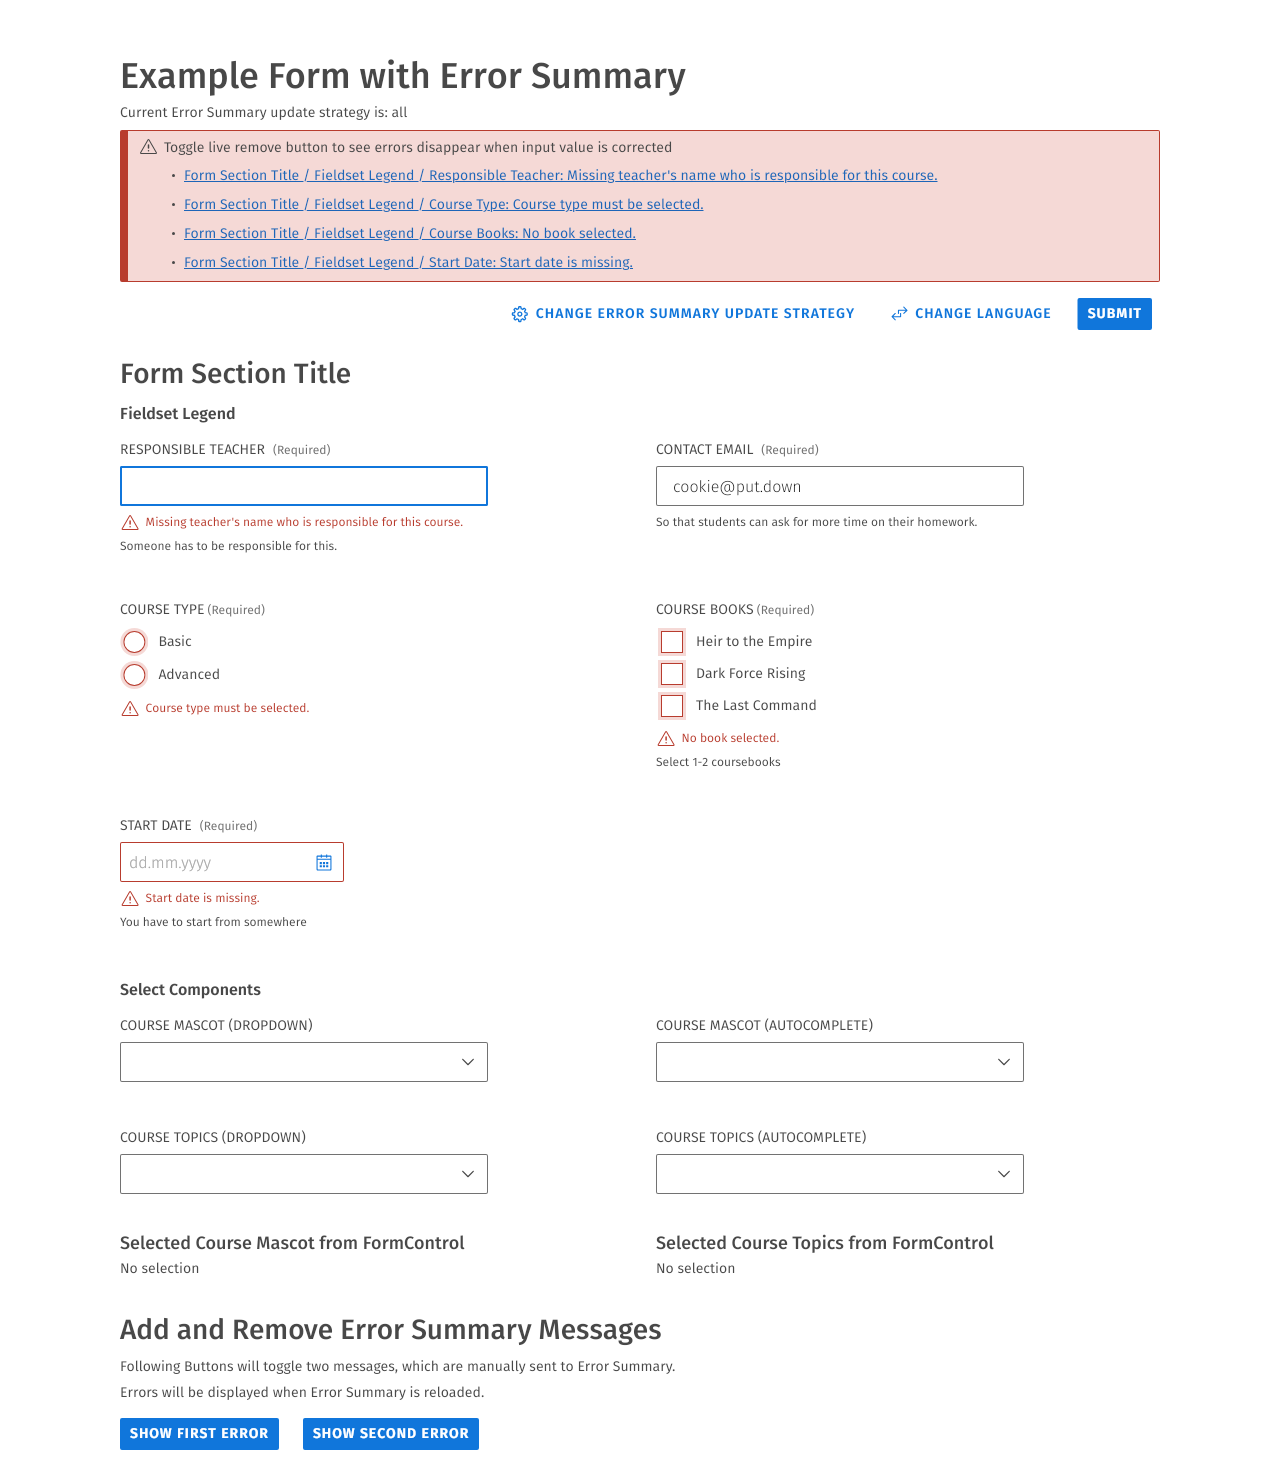 Example Form with Error Summary
Current Error Summary update strategy is: all
Toggle live remove button to see errors disappear when input value is corrected
• Form Section Title / Fieldset Legend / Responsible Teacher: Missing teacher's name who is responsible for this course.
• Form Section Title / Fieldset Legend / Course Type: Course type must be selected.
• Form Section Title / Fieldset Legend / Course Books: No book selected.
• Form Section Title / Fieldset Legend / Start Date: Start date is missing.
CHANGE ERROR SUMMARY UPDATE STRATEGY CHANGE LANGUAGE SUBMIT
Form Section Title
Fieldset Legend
RESPONSIBLE TEACHER (Required)
Missing teacher's name who is responsible for this course.
Someone has to be responsible for this.
CONTACT EMAIL (Required)
cookie@put.down
So that students can ask for more time on their homework.
COURSE TYPE (Required)
Basic
Advanced
Course type must be selected.
COURSE BOOKS (Required)
Heir to the Empire
Dark Force Rising
The Last Command
No book selected.
Select 1-2 coursebooks
START DATE (Required)
dd.mm.yyyy
Start date is missing.
You have to start from somewhere
Select Components
COURSE MASCOT (DROPDOWN)
COURSE MASCOT (AUTOCOMPLETE)
COURSE TOPICS (DROPDOWN)
COURSE TOPICS (AUTOCOMPLETE)
Selected Course Mascot from FormControl
No selection
Selected Course Topics from FormControl
No selection
Add and Remove Error Summary Messages
Following Buttons will toggle two messages, which are manually sent to Error Summary.
Errors will be displayed when Error Summary is reloaded.
SHOW FIRST ERROR SHOW SECOND ERROR